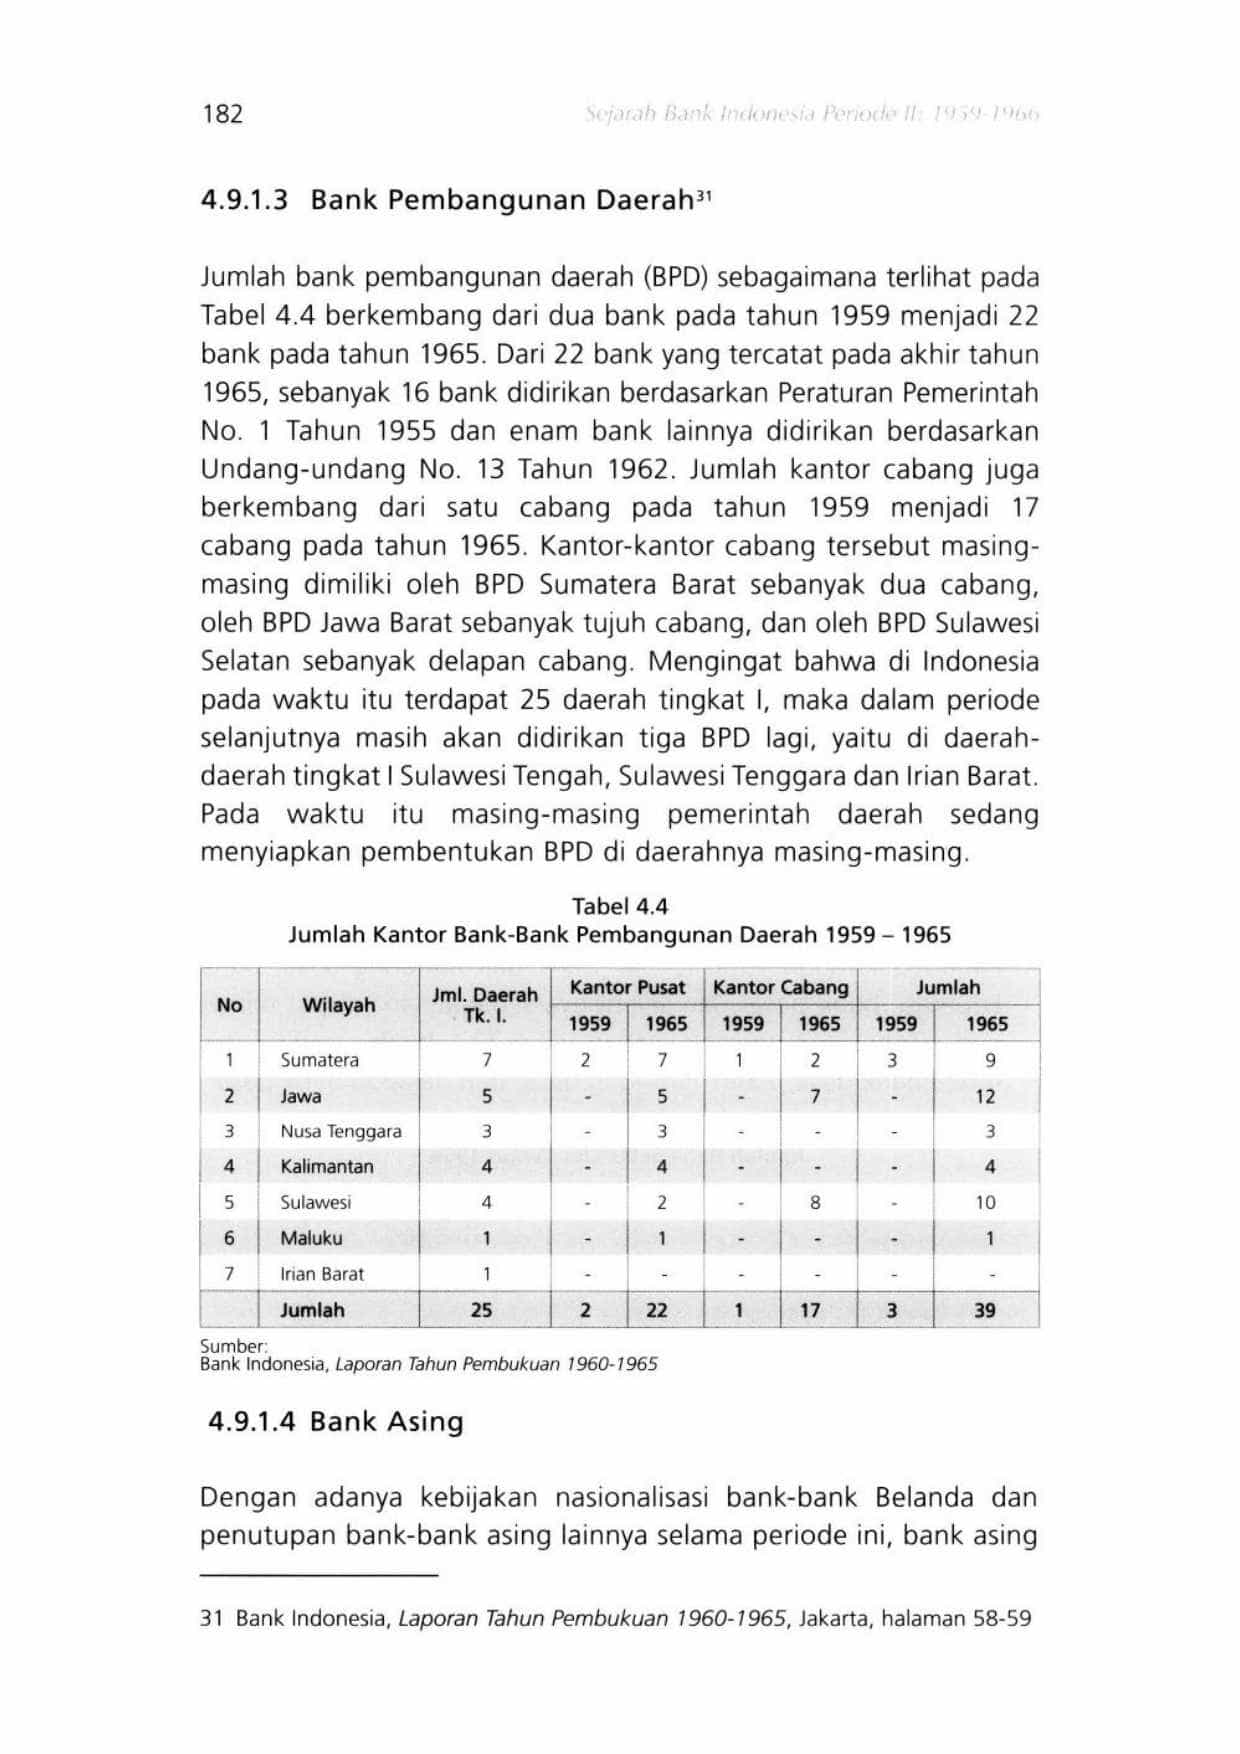 182
Sejarah Bank Indonesia Periode II: 1959-1966
4.9.1.3 Bank Pembangunan Daerah31
Jumlah bank pembangunan daerah (BPD) sebagaimana terlihat pada
Tabel 4.4 berkembang dari dua bank pada tahun 1959 menjadi 22
bank pada tahun 1965. Dari 22 bank yang tercatat pada akhir tahun
1965, sebanyak 16 bank didirikan berdasarkan Peraturan Pemerintah
No. 1 Tahun 1955 dan enam bank lainnya didirikan berdasarkan
Undang-undang No. 13 Tahun 1962. Jumlah kantor cabang juga
berkembang dari satu cabang pada tahun 1959 menjadi 17
cabang pada tahun 1965. Kantor-kantor cabang tersebut masing-
masing dimiliki oleh BPD Sumatera Barat sebanyak dua cabang,
oleh BPD Jawa Barat sebanyak tujuh cabang, dan oleh BPD Sulawesi
Selatan sebanyak delapan cabang. Mengingat bahwa di Indonesia
pada waktu itu terdapat 25 daerah tingkat I, maka dalam periode
selanjutnya masih akan didirikan tiga BPD lagi, yaitu di daerah-
daerah tingkat I Sulawesi Tengah, Sulawesi Tenggara dan Irian Barat.
Pada waktu itu masing-masing pemerintah daerah sedang
menyiapkan pembentukan BPD di daerahnya masing-masing.
Tabel 4.4
Jumlah Kantor Bank-Bank Pembangunan Daerah 1959 – 1965
No Wilayah Jml. Daerah Tk. I. Kantor Pusat Kantor Cabang Jumlah
1959 1965 1959 1965 1959 1965
1 Sumatera 7 2 7 1 2 3 9
2 Jawa 5 - 5 - 7 - 12
3 Nusa Tenggara 3 - 3 - - - 3
4 Kalimantan 4 - 4 - - - 4
5 Sulawesi 4 - 2 - 8 - 10
6 Maluku 1 - 1 - - - 1
7 Irian Barat 1 - - - - - -
Jumlah 25 2 22 1 17 3 39
Sumber:
Bank Indonesia, Laporan Tahun Pembukuan 1960-1965
4.9.1.4 Bank Asing
Dengan adanya kebijakan nasionalisasi bank-bank Belanda dan
penutupan bank-bank asing lainnya selama periode ini, bank asing
31 Bank Indonesia, Laporan Tahun Pembukuan 1960-1965, Jakarta, halaman 58-59